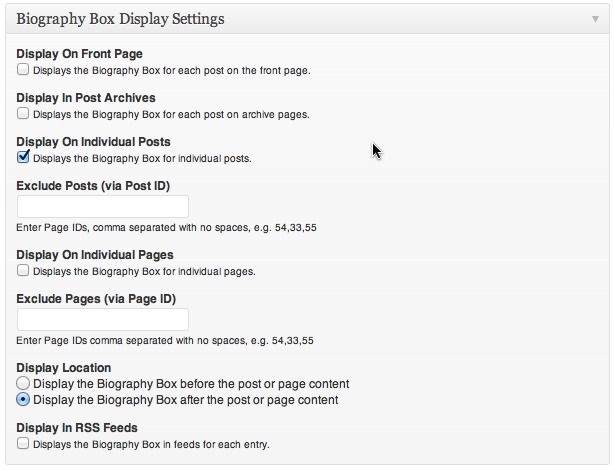 Biography Box Display Settings
Display On Front Page
Displays the Biography Box for each post on the front page.
Display In Post Archives
Displays the Biography Box for each post on archive pages.
Display On Individual Posts
Displays the Biography Box for individual posts.
Exclude Posts (via Post ID)
Enter Page IDs, comma separated with no spaces, e.g. 54,33,55
Display On Individual Pages
Displays the Biography Box for individual pages.
Exclude Pages (via Page ID)
Enter Page IDs comma separated with no spaces, e.g. 54,33,55
Display Location
Display the Biography Box before the post or page content
Display the Biography Box after the post or page content
Display In RSS Feeds
Displays the Biography Box in feeds for each entry.